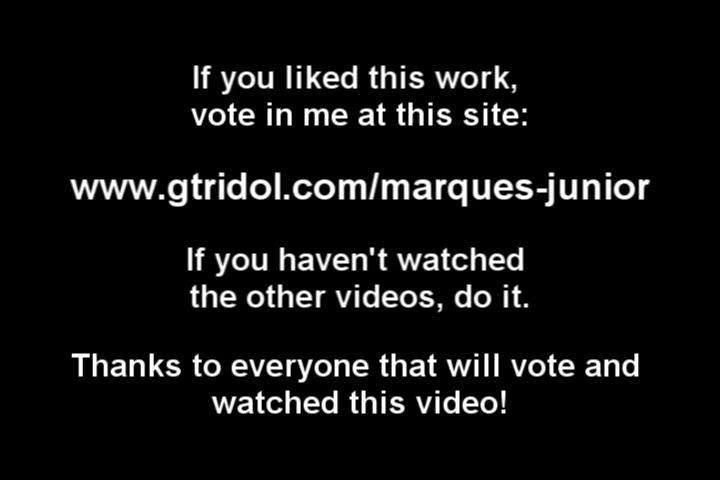 If you liked this work,
vote in me at this site:
www.gtridol.com/marques-junior
If you haven't watched
the other videos, do it.
Thanks to everyone that will vote and
watched this video!